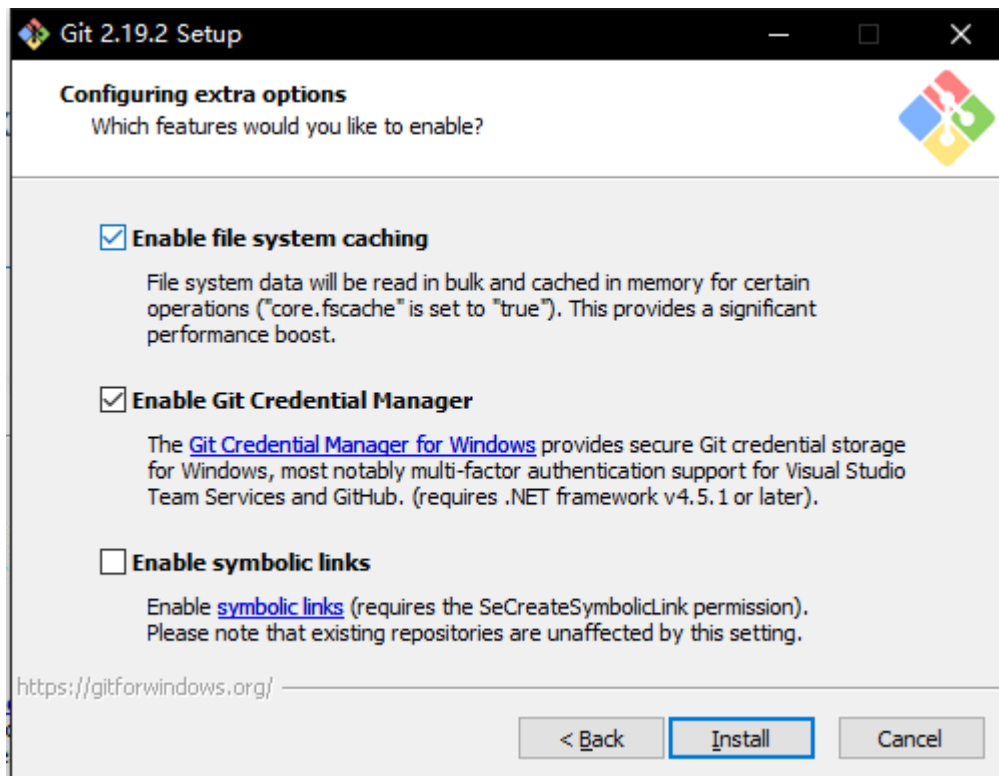 Git 2.19.2 Setup
Configuring extra options
Which features would you like to enable?
Enable file system caching
File system data will be read in bulk and cached in memory for certain
operations ("core.fscache" is set to "true"). This provides a significant
performance boost.
Enable Git Credential Manager
The Git Credential Manager for Windows provides secure Git credential storage
for Windows, most notably multi-factor authentication support for Visual Studio
Team Services and GitHub. (requires .NET framework v4.5.1 or later).
Enable symbolic links
Enable symbolic links (requires the SeCreateSymbolicLink permission).
Please note that existing repositories are unaffected by this setting.
https://gitforwindows.org/
< Back
Install
Cancel